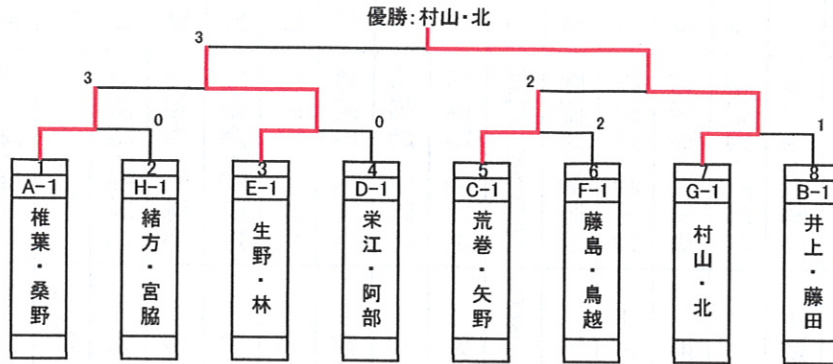 優勝：村山・北
3
3
2
0
0
2
1
1
2
3
4
5
6
7
8
A-1
H-1
E-1
D-1
C-1
F-1
G-1
B-1
椎葉・桑野
緒方・宮脇
生野・林
栄江・阿部
荒巻・矢野
藤島・鳥越
村山・北
井上・藤田